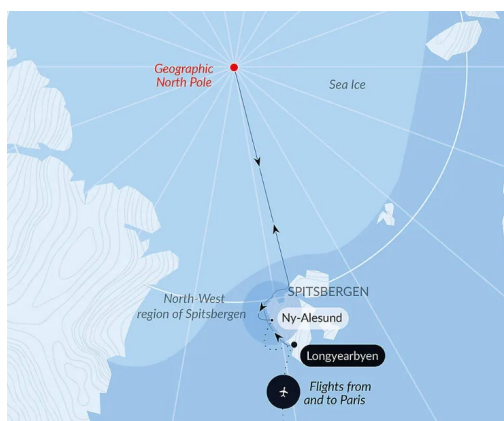 Geographic
North Pole
Sea Ice
SPITSBERGEN
North-West
region of Spitsbergen
Ny-Alesund
Longyearbyen
Flights from
and to Paris